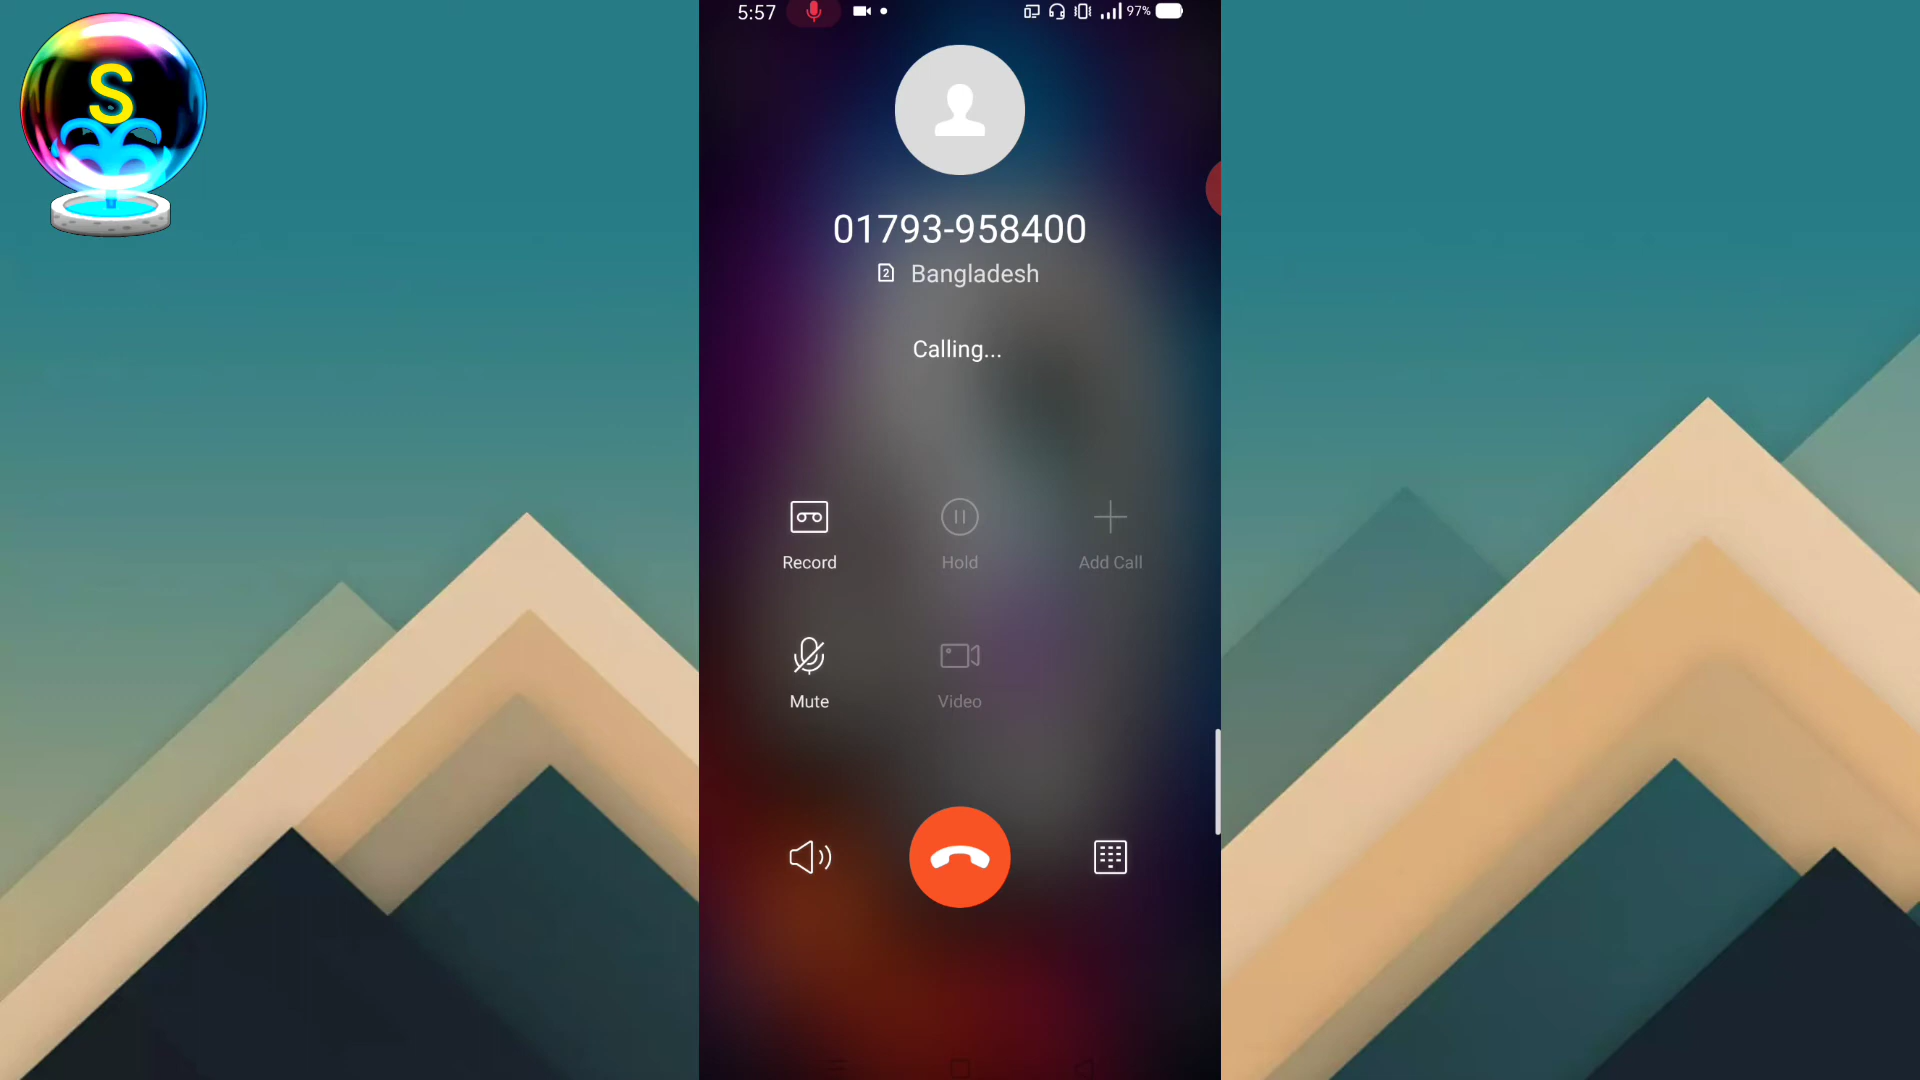 S
5:57
97%
01793-958400
2 Bangladesh
Calling...
Record Hold Add Call
Mute Video